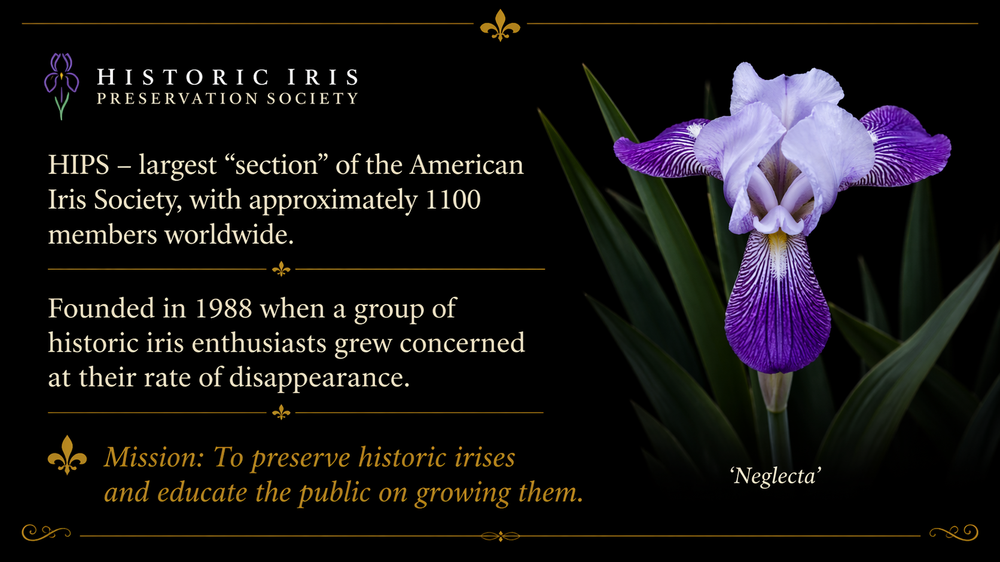 HISTORIC IRIS
PRESERVATION SOCIETY
HIPS – largest “section” of the American
Iris Society, with approximately 1100
members worldwide.
Founded in 1988 when a group of
historic iris enthusiasts grew concerned
at their rate of disappearance.
Mission: To preserve historic irises
and educate the public on growing them.
‘Neglecta’